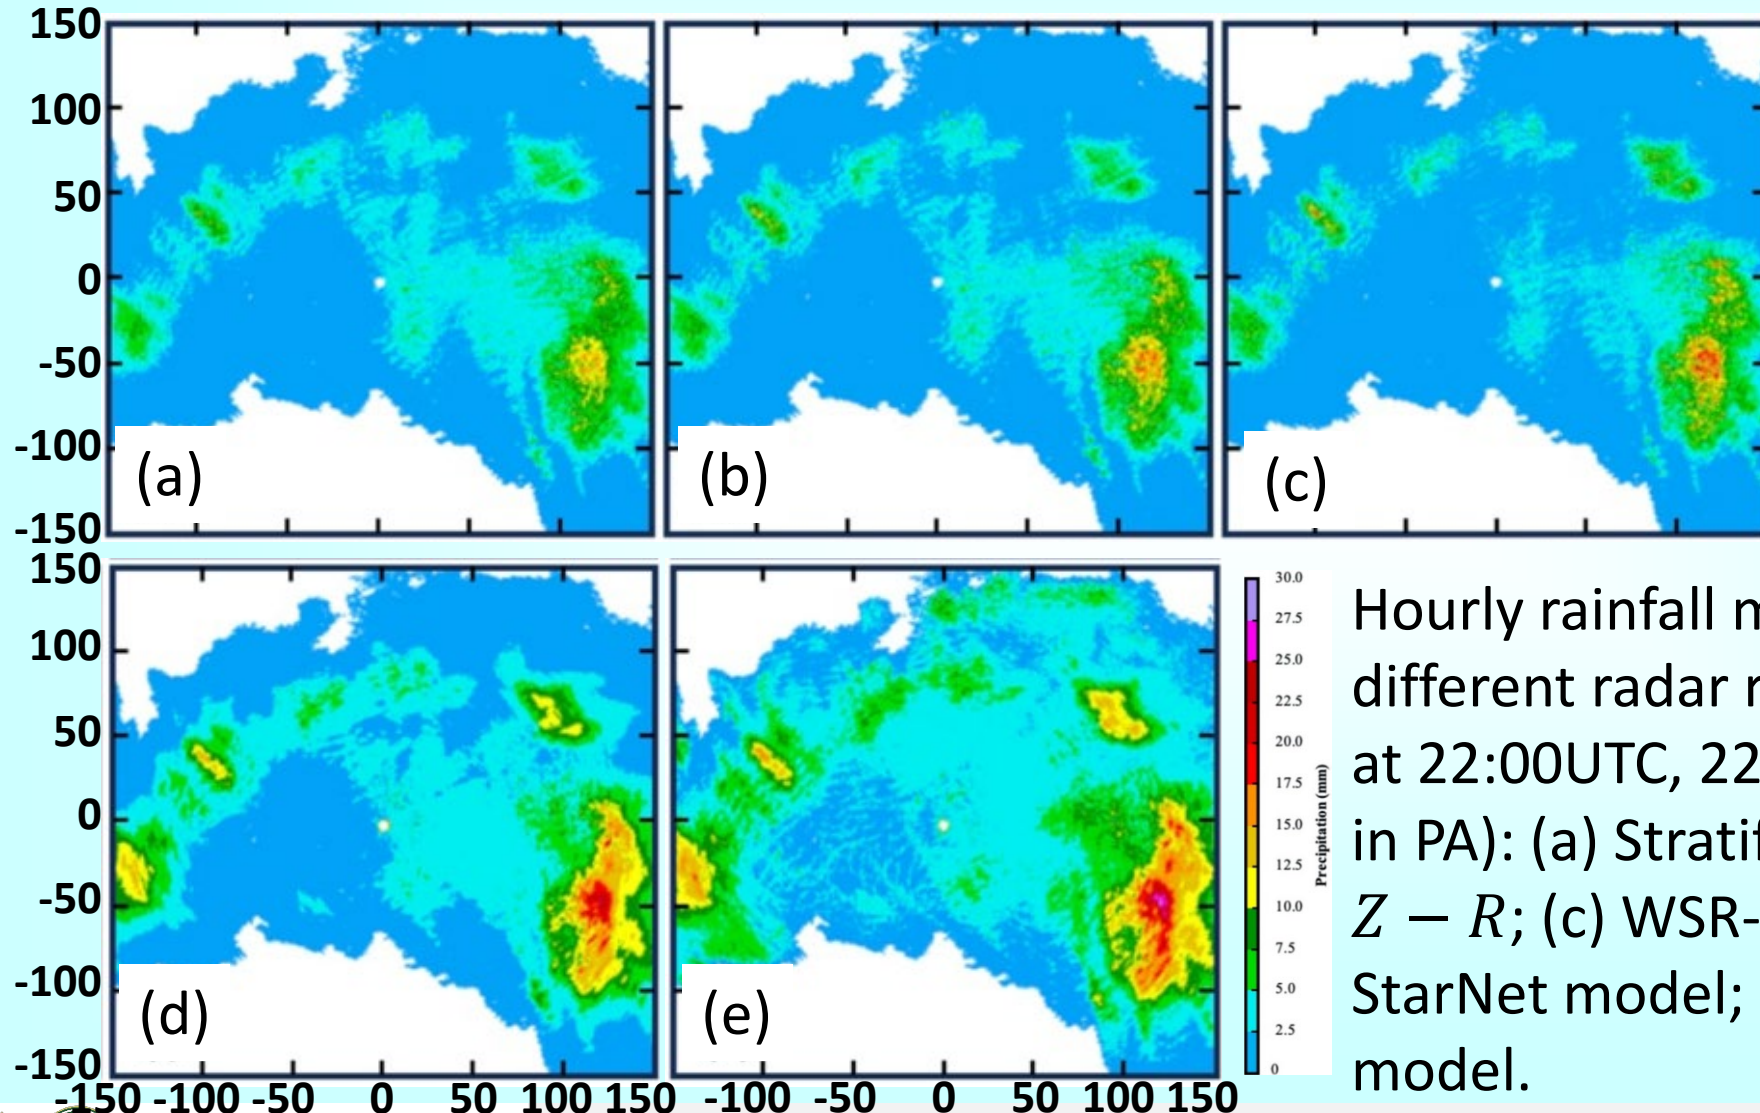 150
100
50
0
-50
-100
-150
(a)
(b)
(c)
150
100
50
0
-50
-100
-150
(d)
(e)
-150 -100 -50 0 50 100 150 -100 -50 0 50 100 150
30.0
27.5
25.0
22.5
20.0
17.5
15.0
12.5
10.0
7.5
5.0
2.5
0
Precipitation (mm)
Hourly rainfall
different radar
at 22:00UTC, 22
in PA): (a) Stratif
Z − R; (c) WSR-
StarNet model;
model.